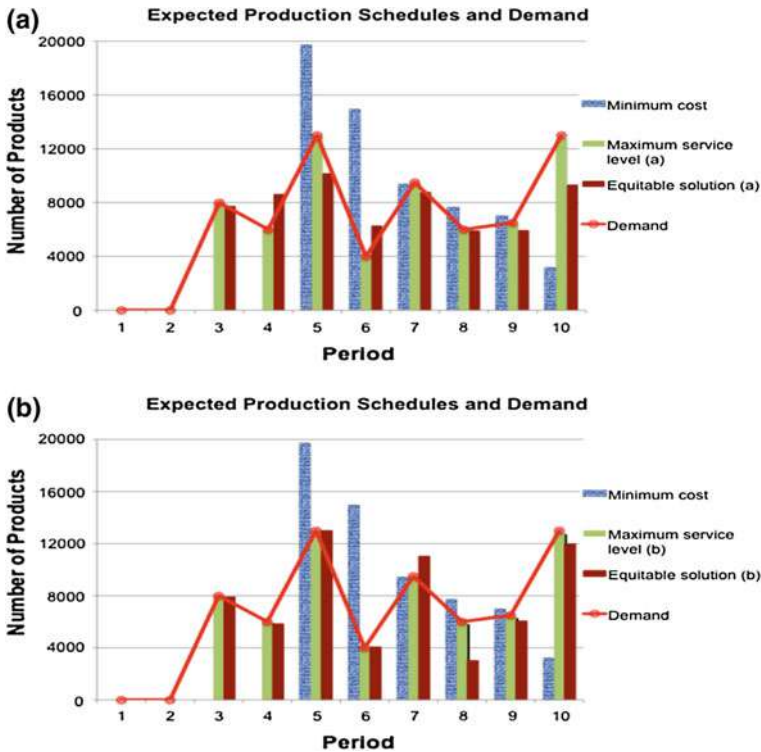 (a)
Expected Production Schedules and Demand
20000
16000
12000
8000
4000
0
Number of Products
1 2 3 4 5 6 7 8 9 10
Period
Minimum cost
Maximum service
level (a)
Equitable solution (a)
Demand
(b)
Expected Production Schedules and Demand
20000
16000
12000
8000
4000
0
Number of Products
1 2 3 4 5 6 7 8 9 10
Period
Minimum cost
Maximum service
level (b)
Equitable solution (b)
Demand